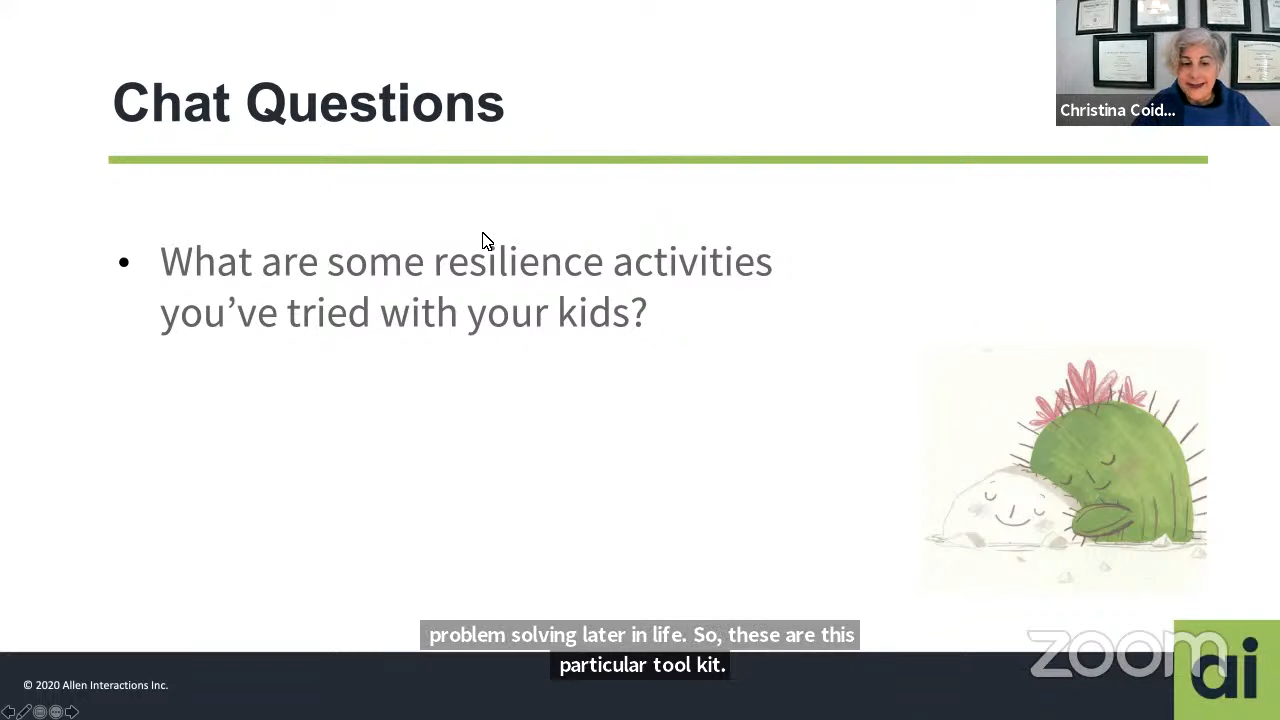 Chat Questions
Christina Coid...
• What are some resilience activities
you’ve tried with your kids?
problem solving later in life. So, these are this
particular tool kit.
zoom
ai
© 2020 Allen Interactions Inc.